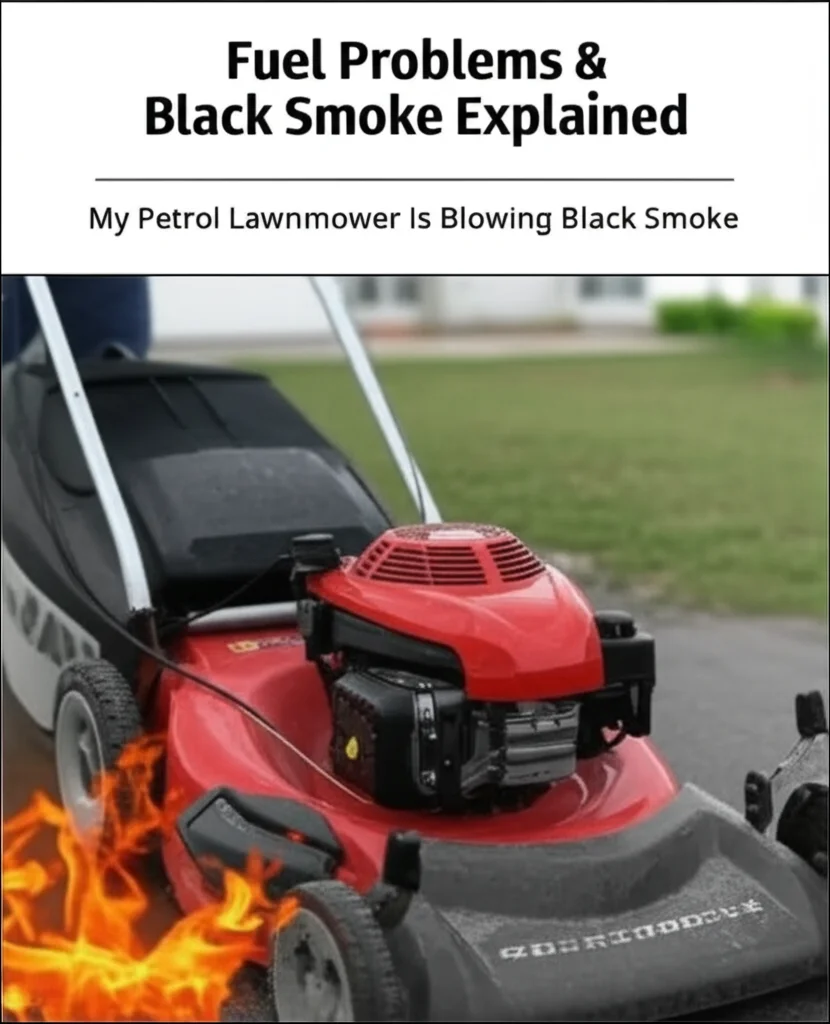 Fuel Problems &
Black Smoke Explained
My Petrol Lawnmower Is Blowing Black Smoke